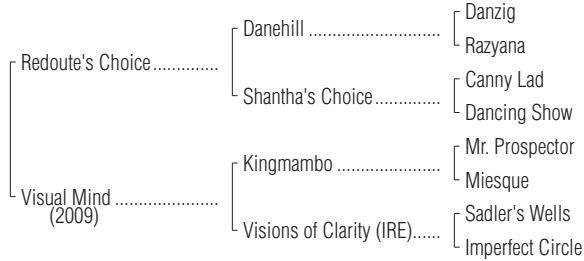 Danzig
Danehill ............................
Razyana
Redoute's Choice..............
Canny Lad
Shantha's Choice..............
Dancing Show
Mr. Prospector
Kingmambo ......................
Miesque
Visual Mind ......................
(2009)
Sadler's Wells
Visions of Clarity (IRE)......
Imperfect Circle